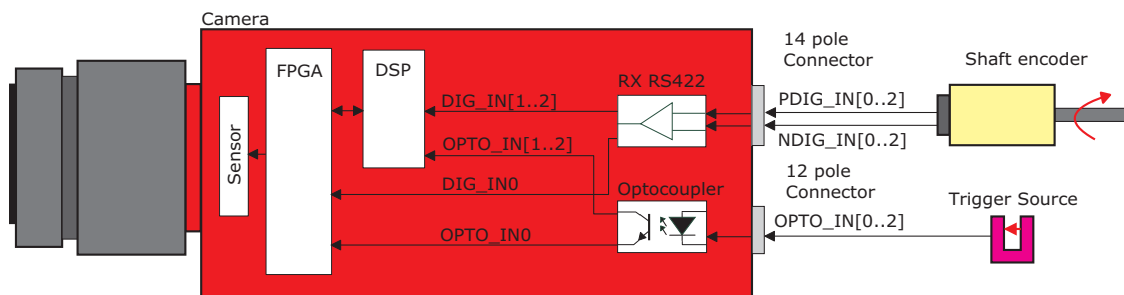 Camera
14 pole
Connector
Shaft encoder
FPGA
DSP
RX RS422
PDIG_IN[0..2]
DIG_IN[1..2]
NDIG_IN[0..2]
OPTO_IN[1..2]
Sensor
12 pole
Connector
DIG_IN0
Optocoupler
Trigger Source
OPTO_IN[0..2]
OPTO_IN0